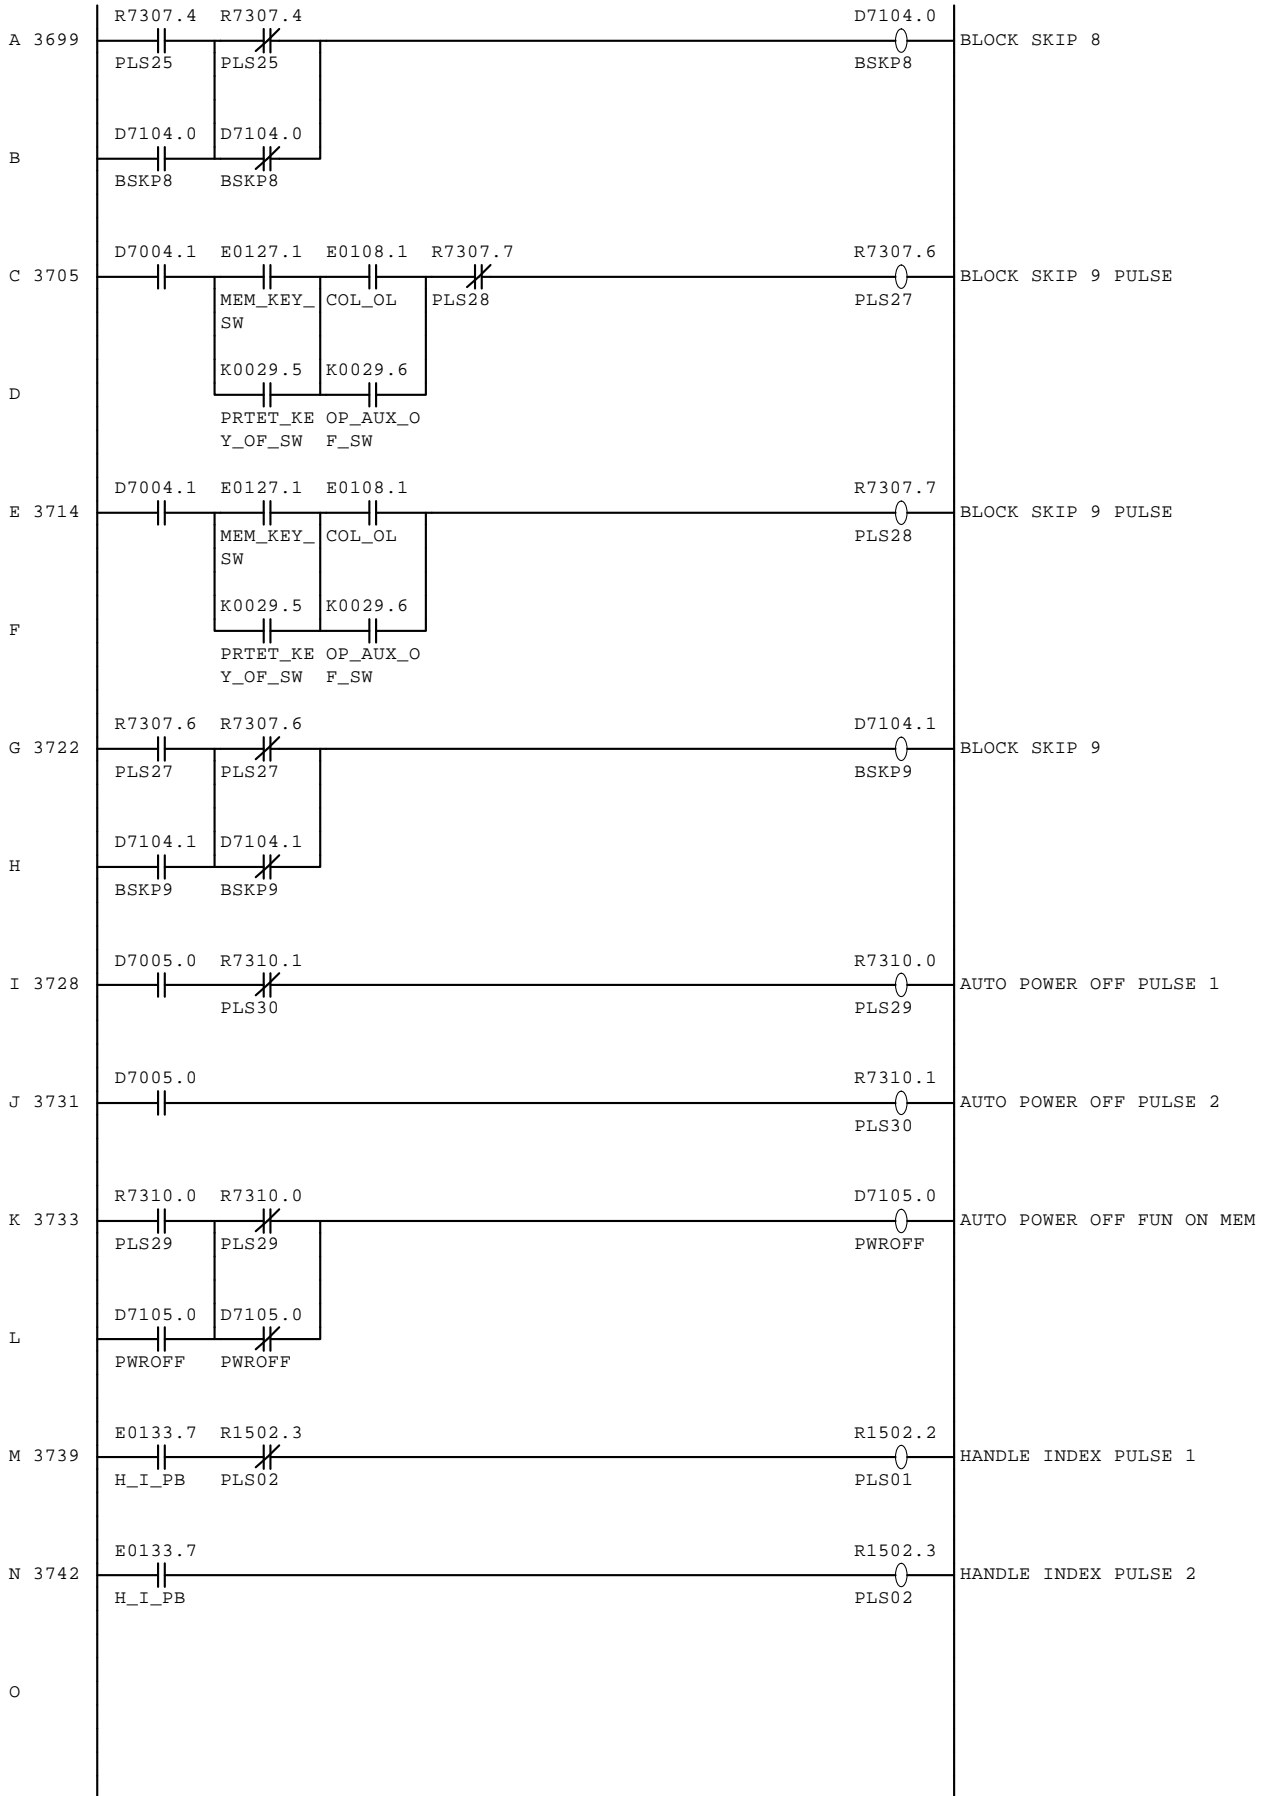 R7307.4 R7307.4 D7104.0
A 3699 BLOCK SKIP 8
PLS25 PLS25 BSKP8
D7104.0 D7104.0
B
BSKP8 BSKP8
D7004.1 E0127.1 E0108.1 R7307.7 R7307.6
C 3705 BLOCK SKIP 9 PULSE
MEM_KEY_ COL_OL PLS28 PLS27
SW
K0029.5 K0029.6
D
PRTET_KE OP_AUX_O
Y_OF_SW F_SW
D7004.1 E0127.1 E0108.1 R7307.7
E 3714 BLOCK SKIP 9 PULSE
MEM_KEY_ COL_OL PLS28
SW
K0029.5 K0029.6
F
PRTET_KE OP_AUX_O
Y_OF_SW F_SW
R7307.6 R7307.6 D7104.1
G 3722 BLOCK SKIP 9
PLS27 PLS27 BSKP9
D7104.1 D7104.1
H
BSKP9 BSKP9
D7005.0 R7310.1 R7310.0
I 3728 AUTO POWER OFF PULSE 1
PLS30 PLS29
D7005.0 R7310.1
J 3731 AUTO POWER OFF PULSE 2
PLS30
R7310.0 R7310.0 D7105.0
K 3733 AUTO POWER OFF FUN ON MEM
PLS29 PLS29 PWROFF
D7105.0 D7105.0
L
PWROFF PWROFF
E0133.7 R1502.3 R1502.2
M 3739 HANDLE INDEX PULSE 1
H_I_PB PLS02 PLS01
E0133.7 R1502.3
N 3742 HANDLE INDEX PULSE 2
H_I_PB PLS02
O